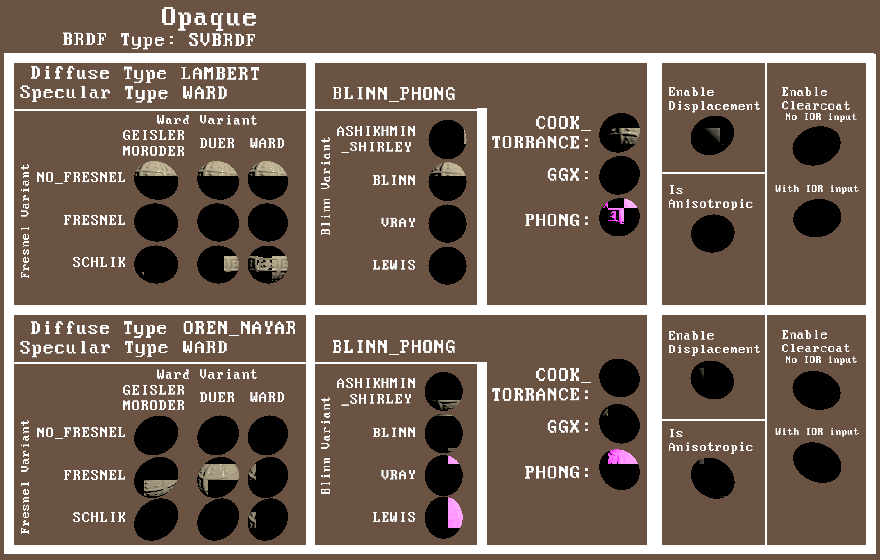 Opaque
BRDF Type: SVBRDF
Diffuse Type LAMBERT
Specular Type WARD
Ward Variant
GEISLER
MORODER
DUER
WARD
Fresnel Variant
NO_FRESNEL
FRESNEL
SCHLIK
BLINN_PHONG
Blinn Variant
ASHIKHMIN
_SHIRLEY
BLINN
VRAY
LEWIS
COOK_
TORRANCE:
GGX:
PHONG:
Enable
Displacement
Is
Anisotropic
Enable
Clearcoat
No IOR input
With IOR input
Diffuse Type OREN_NAYAR
Specular Type WARD
Ward Variant
GEISLER
MORODER
DUER
WARD
Fresnel Variant
NO_FRESNEL
FRESNEL
SCHLIK
BLINN_PHONG
Blinn Variant
ASHIKHMIN
_SHIRLEY
BLINN
VRAY
LEWIS
COOK_
TORRANCE:
GGX:
PHONG:
Enable
Displacement
Is
Anisotropic
Enable
Clearcoat
No IOR input
With IOR input